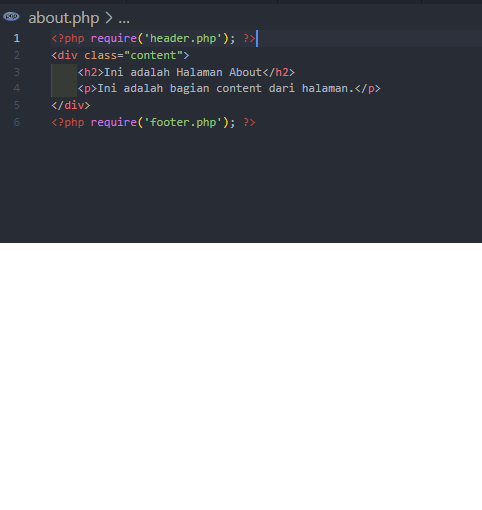 php about.php > ...
1 <?php require('header.php'); ?>
2 <div class="content">
3 <h2>Ini adalah Halaman About</h2>
4 <p>Ini adalah bagian content dari halaman.</p>
5 </div>
6 <?php require('footer.php'); ?>